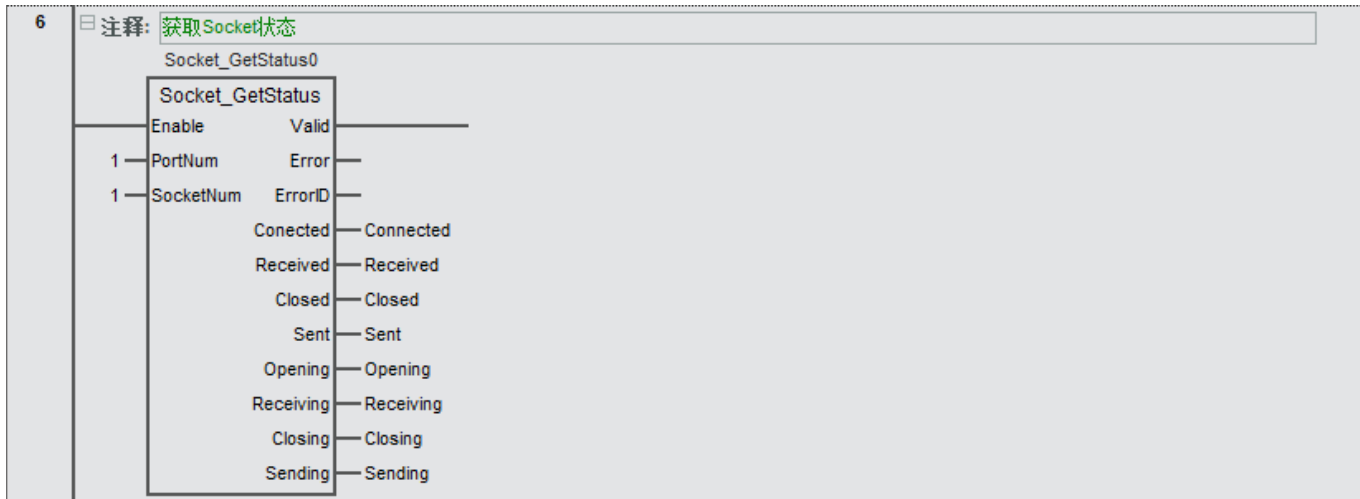 6
注释: 获取Socket状态
Socket_GetStatus0
Socket_GetStatus
Enable Valid
1 PortNum Error
1 SocketNum ErrorID
Conected Connected
Received Received
Closed Closed
Sent Sent
Opening Opening
Receiving Receiving
Closing Closing
Sending Sending